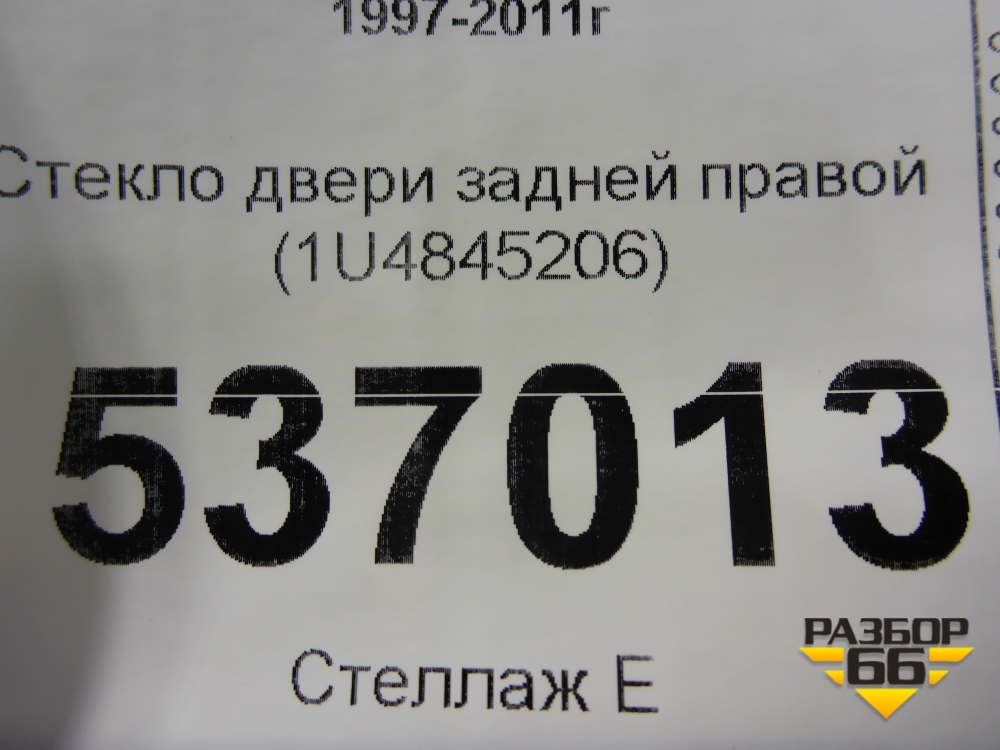 1997-2011г
Стекло двери задней правой
(1U4845206)
537013
Стеллаж Е
РАЗБОР
66